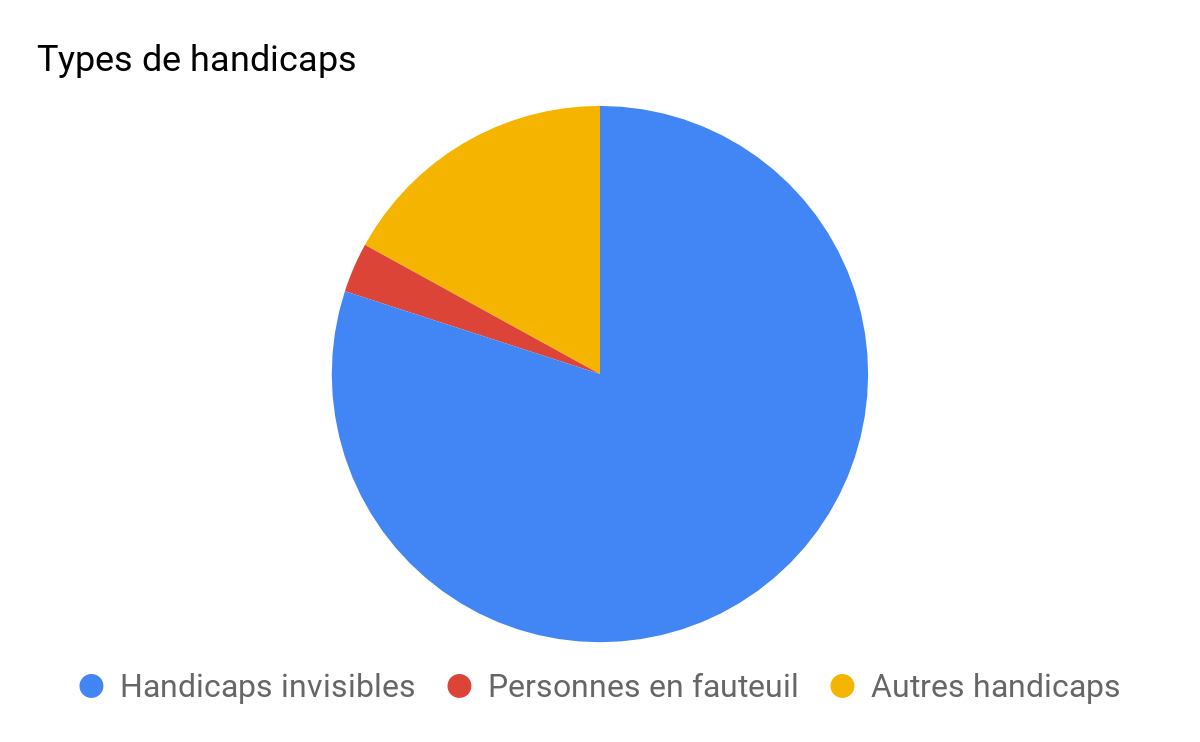 Types de handicaps
Handicaps invisibles Personnes en fauteuil Autres handicaps